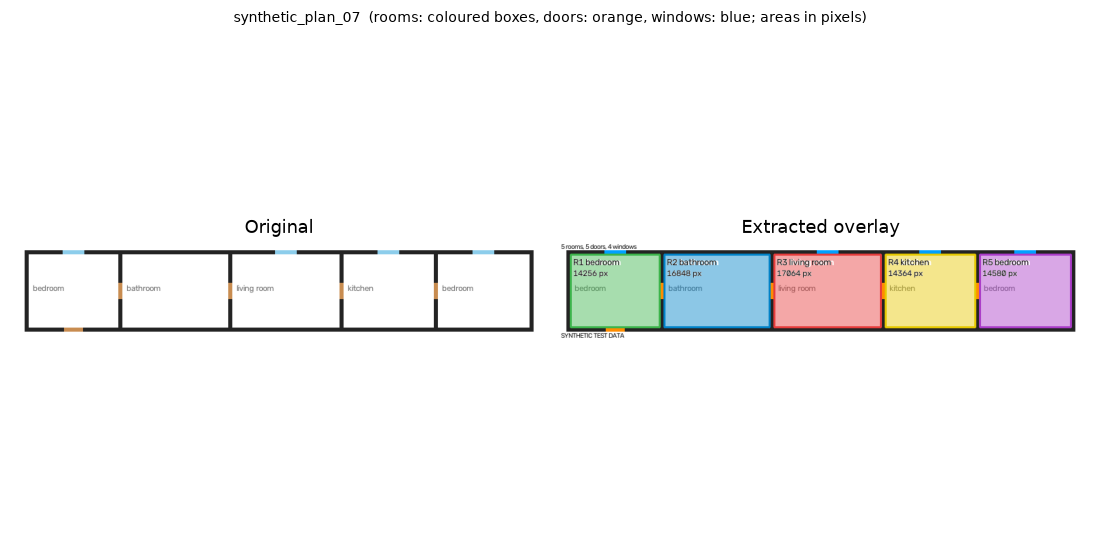 synthetic_plan_07  (rooms: coloured boxes, doors: orange, windows: blue; areas in pixels)
Original
bedroom
bathroom
living room
kitchen
bedroom
Extracted overlay
5 rooms, 5 doors, 4 windows
R1 bedroom
14256 px
bedroom
R2 bathroom
16848 px
bathroom
R3 living room
17064 px
living room
R4 kitchen
14364 px
kitchen
R5 bedroom
14580 px
bedroom
SYNTHETIC TEST DATA